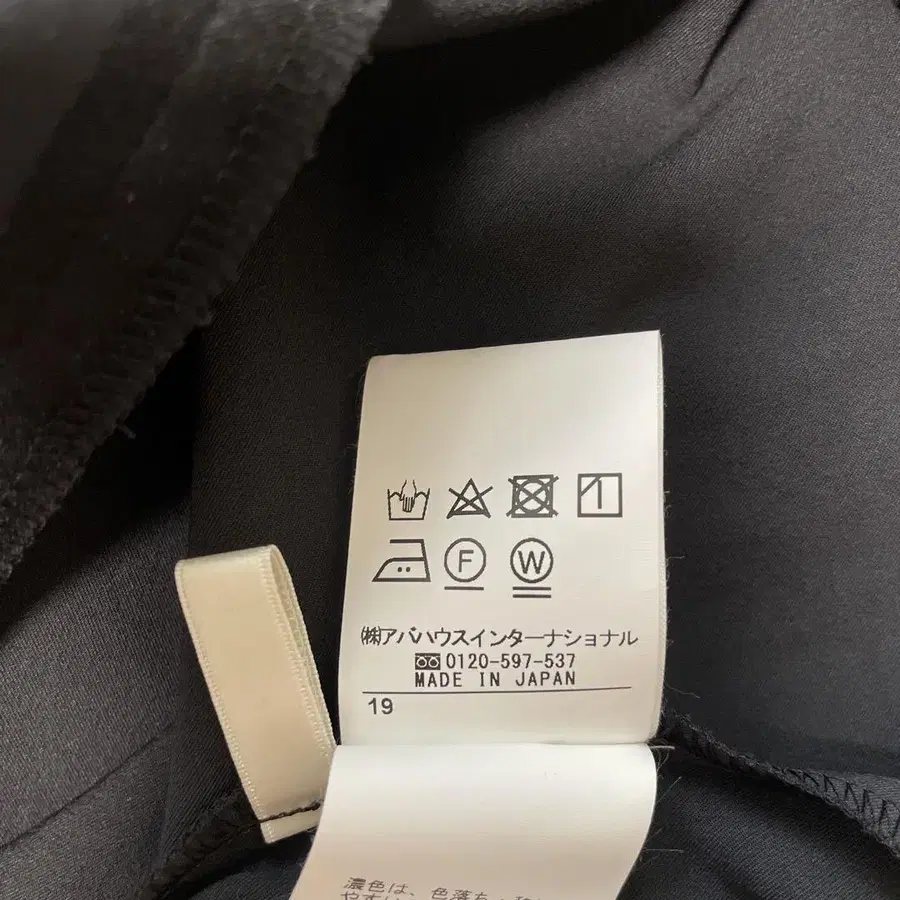 F W
(株)アバハウスインターナショナル
0120-597-537
MADE IN JAPAN
19
濃色は、色落ち
やすい